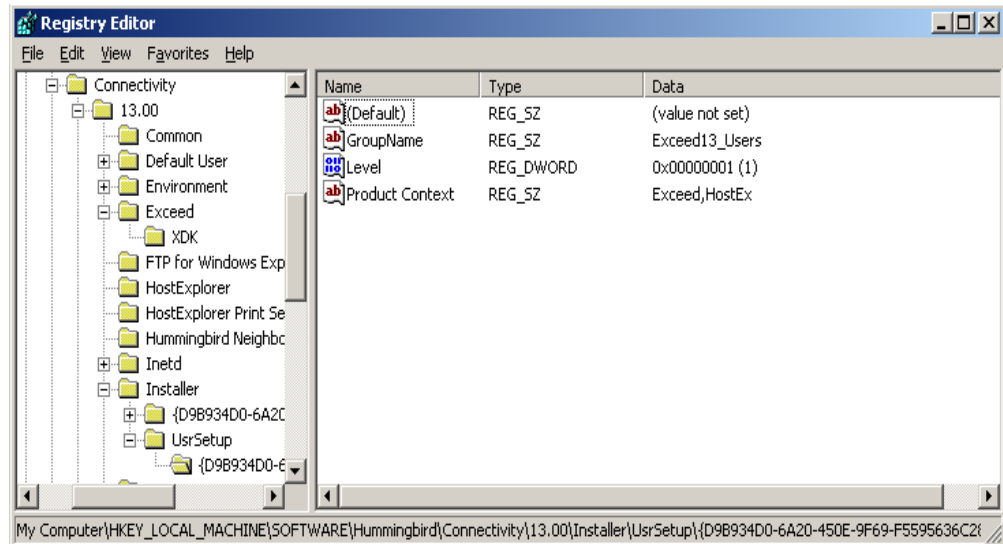 Registry Editor
File Edit View Favorites Help
Connectivity
13.00
Common
Default User
Environment
Exceed
XDK
FTP for Windows Exp
HostExplorer
HostExplorer Print Se
Hummingbird Neighbo
Inetd
Installer
{D9B934D0-6A20
UsrSetup
{D9B934D0-6
Name Type Data
(Default) REG_SZ (value not set)
GroupName REG_SZ Exceed13_Users
Level REG_DWORD 0x00000001 (1)
Product Context REG_SZ Exceed,HostEx
My Computer\HKEY_LOCAL_MACHINE\SOFTWARE\Hummingbird\Connectivity\13.00\Installer\UsrSetup\{D9B934D0-6A20-450E-9F69-F5595636C28